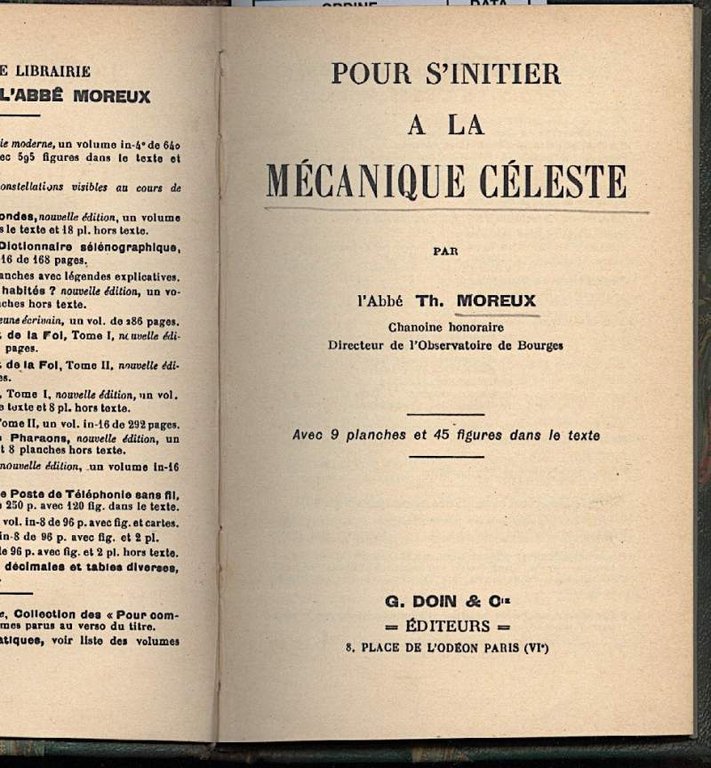 ORDINE DATA
E LIBRAIRIE
L'ABBÉ MOREUX
ie moderne, un volume in-4° de 640
ec 595 figures dans le texte et
onstellations visibles au cours de
ondes, nouvelle édition, un volume
s le texte et 18 pl. hors texte.
Dictionnaire sélénographique,
-16 de 168 pages.
anches avec légendes explicatives.
habités ? nouvelle édition, un vo-
ches hors texte.
eune écrivain, un vol. de 286 pages.
de la Foi, Tome I, nouvelle édi-
pages.
de la Foi, Tome II, nouvelle édi-
es.
, Tome I, nouvelle édition, un vol.
e texte et 8 pl. hors texte.
ome II, un vol. in-16 de 292 pages.
Pharaons, nouvelle édition, un
t 8 planches hors texte.
nouvelle édition, un volume in-16
e Poste de Téléphonie sans fil,
250 p. avec 120 fig. dans le texte.
vol. in-8 de 96 p. avec fig. et cartes.
in-8 de 96 p. avec fig. et 2 pl.
de 96 p. avec fig. et 2 pl. hors texte.
décimales et tables diverses,
e, Collection des « Pour com-
mes parus au verso du titre.
atiques, voir liste des volumes
POUR S'INITIER
A LA
MÉCANIQUE CÉLESTE
PAR
l'Abbé Th. MOREUX
Chanoine honoraire
Directeur de l'Observatoire de Bourges
Avec 9 planches et 45 figures dans le texte
G. DOIN & Cie
= ÉDITEURS =
8, PLACE DE L'ODÉON PARIS (VIe)